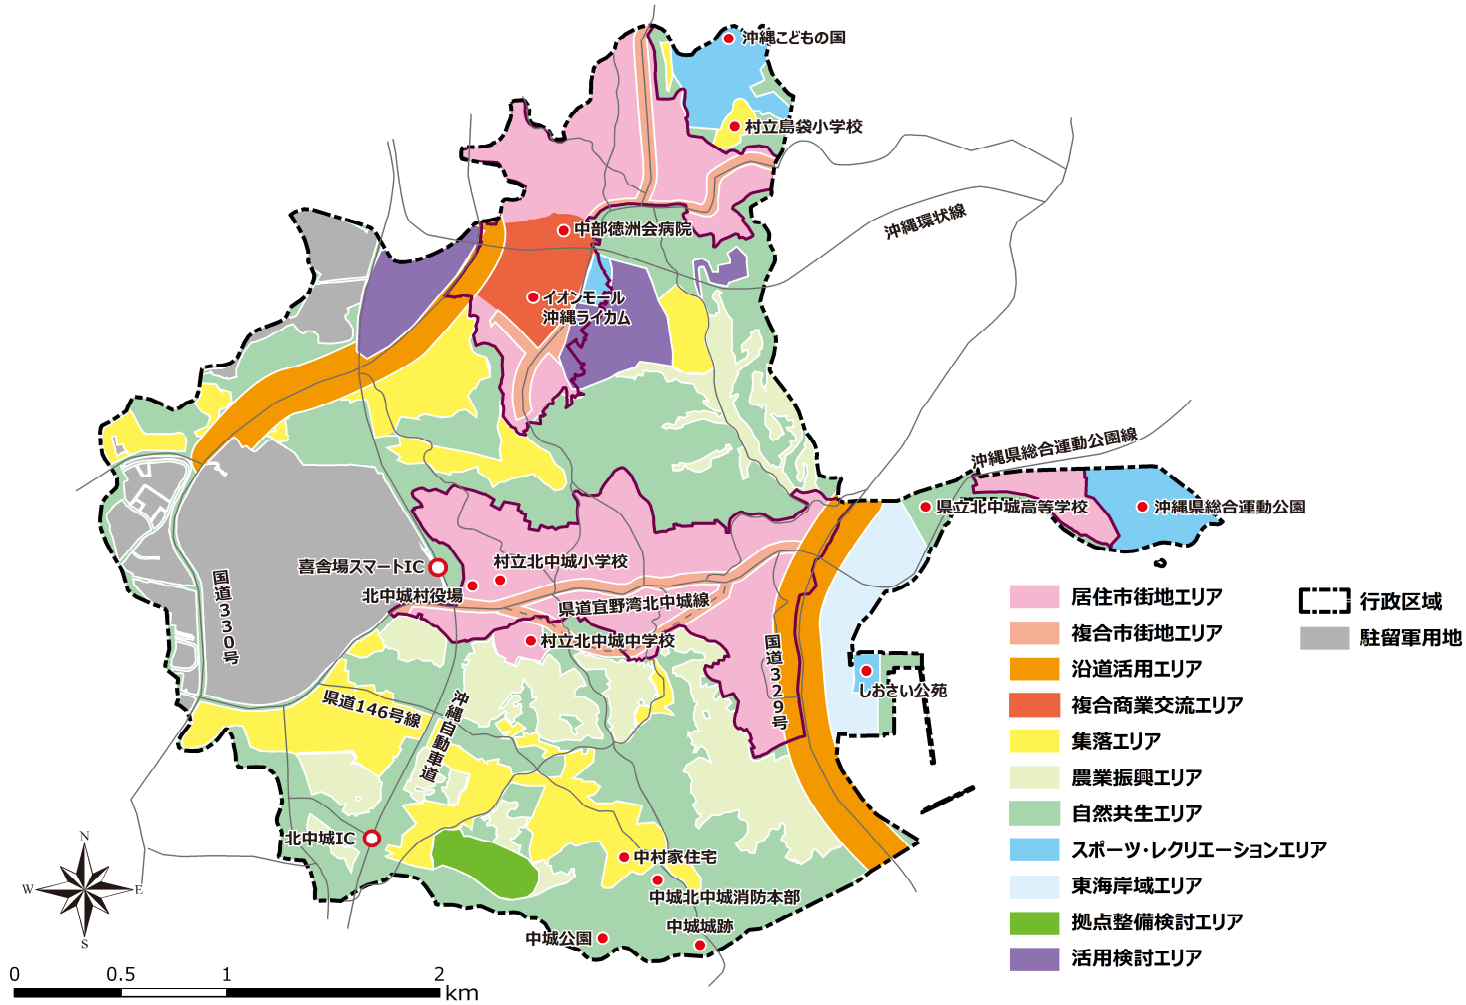 沖縄こどもの国
村立島袋小学校
沖縄環状線
中部徳洲会病院
イオンモール
沖縄ライカム
沖縄県総合運動公園線
県立北中城高等学校
沖縄県総合運動公園
喜舎場スマートIC
村立北中城小学校
北中城村役場
県道宜野湾北中城線
村立北中城中学校
国道330号
国道329号
しおさい公苑
県道146号線
沖縄自動車道
北中城IC
中村家住宅
中城北中城消防本部
中城城跡
中城公園
居住市街地エリア
複合市街地エリア
沿道活用エリア
複合商業交流エリア
集落エリア
農業振興エリア
自然共生エリア
スポーツ・レクリエーションエリア
東海岸域エリア
拠点整備検討エリア
活用検討エリア
行政区域
駐留軍用地
N
W E
S
0 0.5 1 2
km